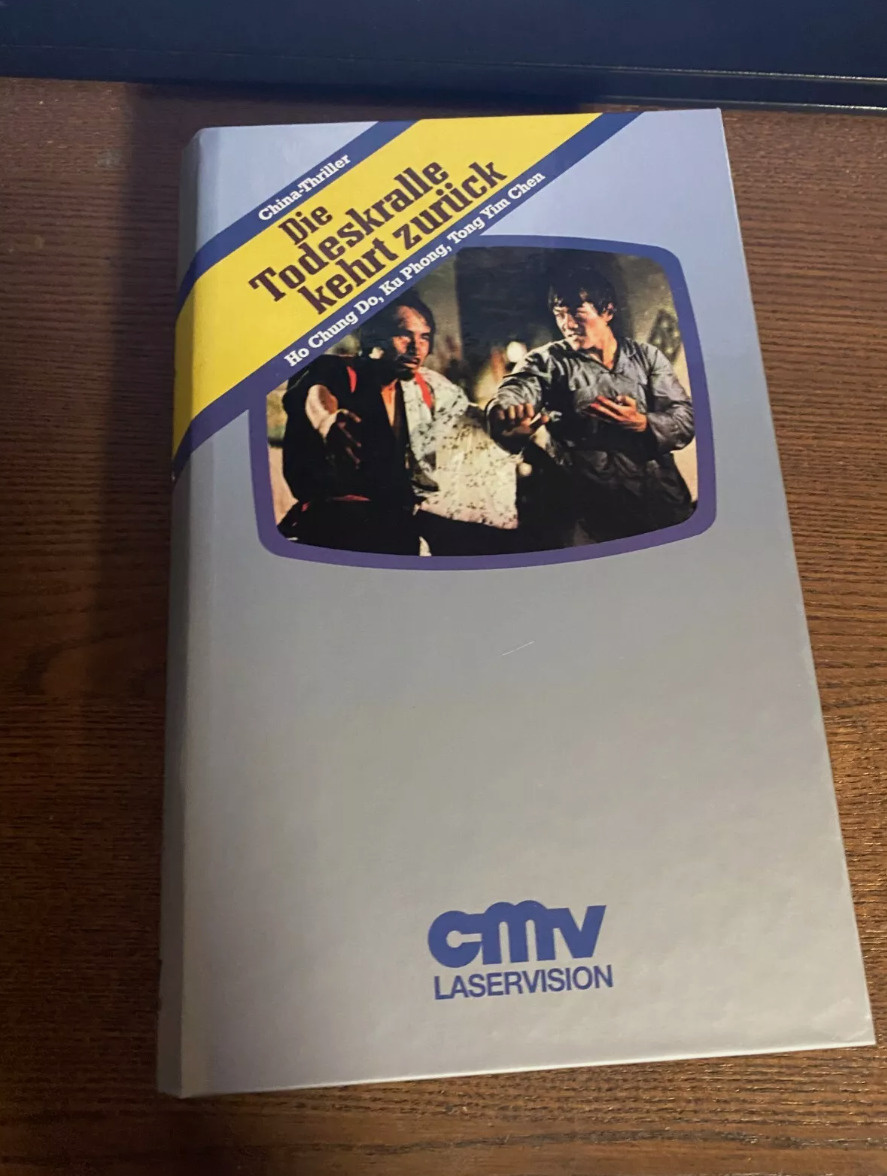 China-Thriller
Die
Todeskralle
kehrt zurück
Ho Chung Do, Ku Phong, Tong Yim Chen
cmv
LASERVISION